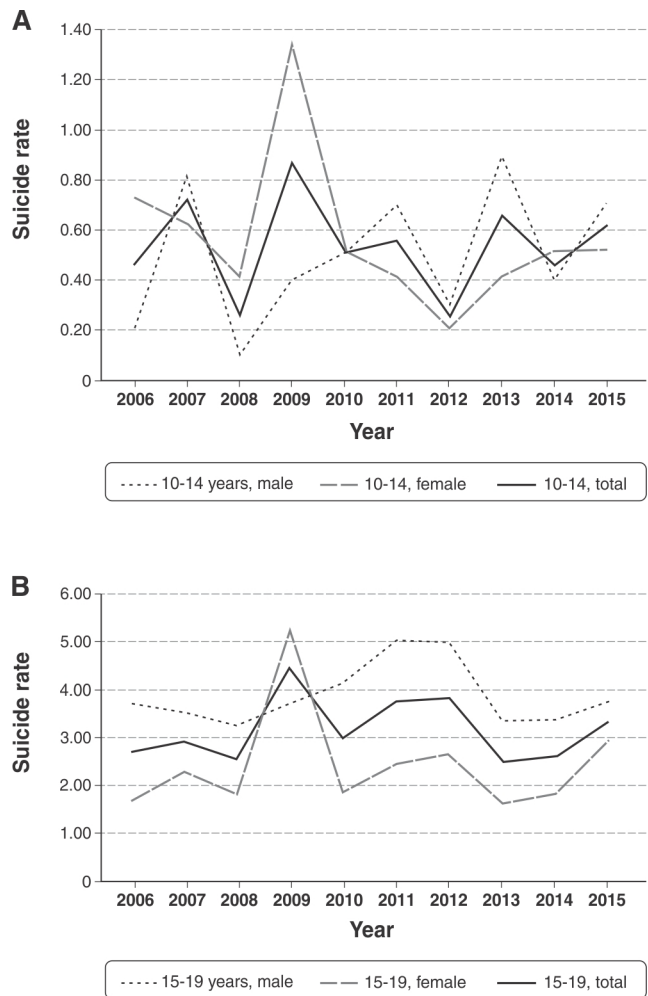 A
1.40
1.20
1.00
0.80
0.60
0.40
0.20
0
Suicide rate
2006 2007 2008 2009 2010 2011 2012 2013 2014 2015
Year
10-14 years, male 10-14, female 10-14, total
B
6.00
5.00
4.00
3.00
2.00
1.00
0
Suicide rate
2006 2007 2008 2009 2010 2011 2012 2013 2014 2015
Year
15-19 years, male 15-19, female 15-19, total